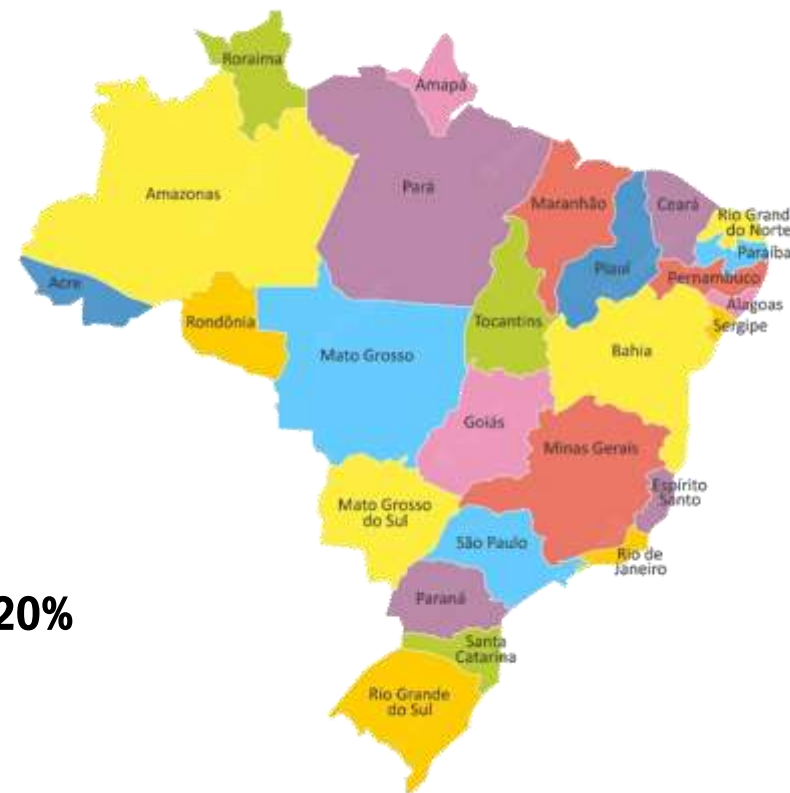 Roraima
Amapá
Amazonas
Pará
Maranhão
Ceará
Rio Grand
do Norte
Paraíba
Piauí
Pernambuco
Acre
Alagoas
Rondônia
Tocantins
Sergipe
Mato Grosso
Bahia
Goiás
Minas Gerais
Espírito
Santo
Mato Grosso
do Sul
São Paulo
Rio de
Janeiro
Paraná
20%
Santa
Catarina
Rio Grande
do Sul